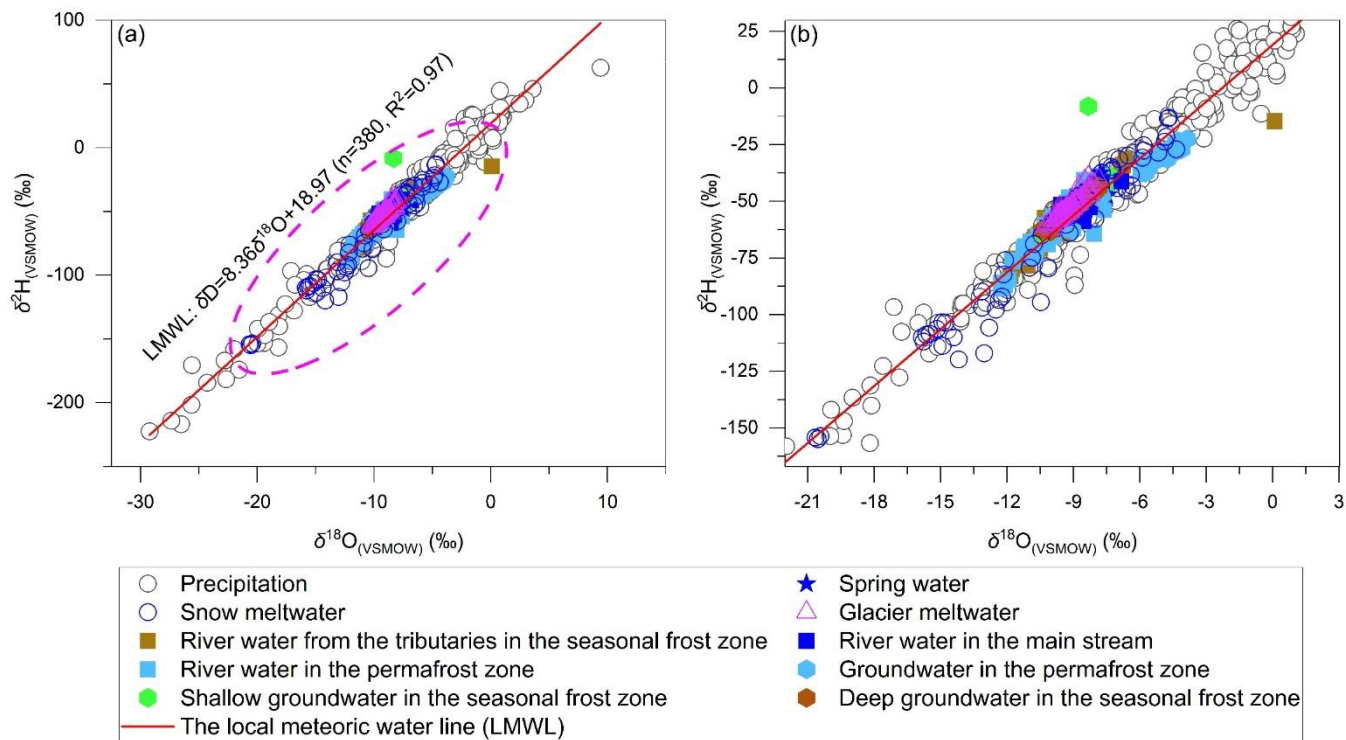 (a)
LMWL: δD=8.36δ¹⁸O+18.97 (n=380, R²=0.97)
100
0
-100
-200
δ²H(VSMOW) (‰)
-30
-20
-10
0
10
δ¹⁸O(VSMOW) (‰)
(b)
25
0
-25
-50
-75
-100
-125
-150
δ²H(VSMOW) (‰)
-21
-18
-15
-12
-9
-6
-3
0
3
δ¹⁸O(VSMOW) (‰)
Precipitation
Snow meltwater
River water from the tributaries in the seasonal frost zone
River water in the permafrost zone
Shallow groundwater in the seasonal frost zone
The local meteoric water line (LMWL)
Spring water
Glacier meltwater
River water in the main stream
Groundwater in the permafrost zone
Deep groundwater in the seasonal frost zone